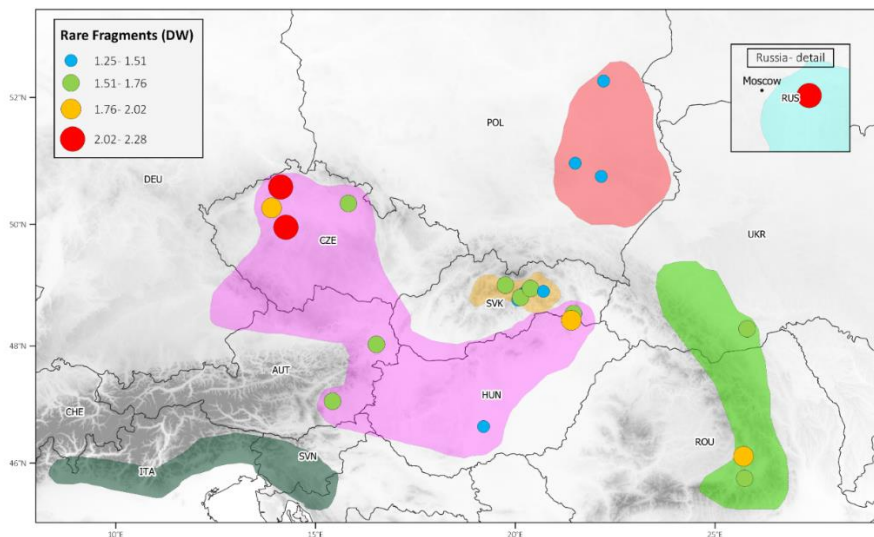 Rare Fragments (DW)
1.25- 1.51
1.51- 1.76
1.76- 2.02
2.02- 2.28
Russia- detail
Moscow
RUS
52°N
50°N
48°N
46°N
POL
DEU
CZE
UKR
SVK
AUT
HUN
CHE
ROU
SVN
ITA
10°E
15°E
20°E
25°E